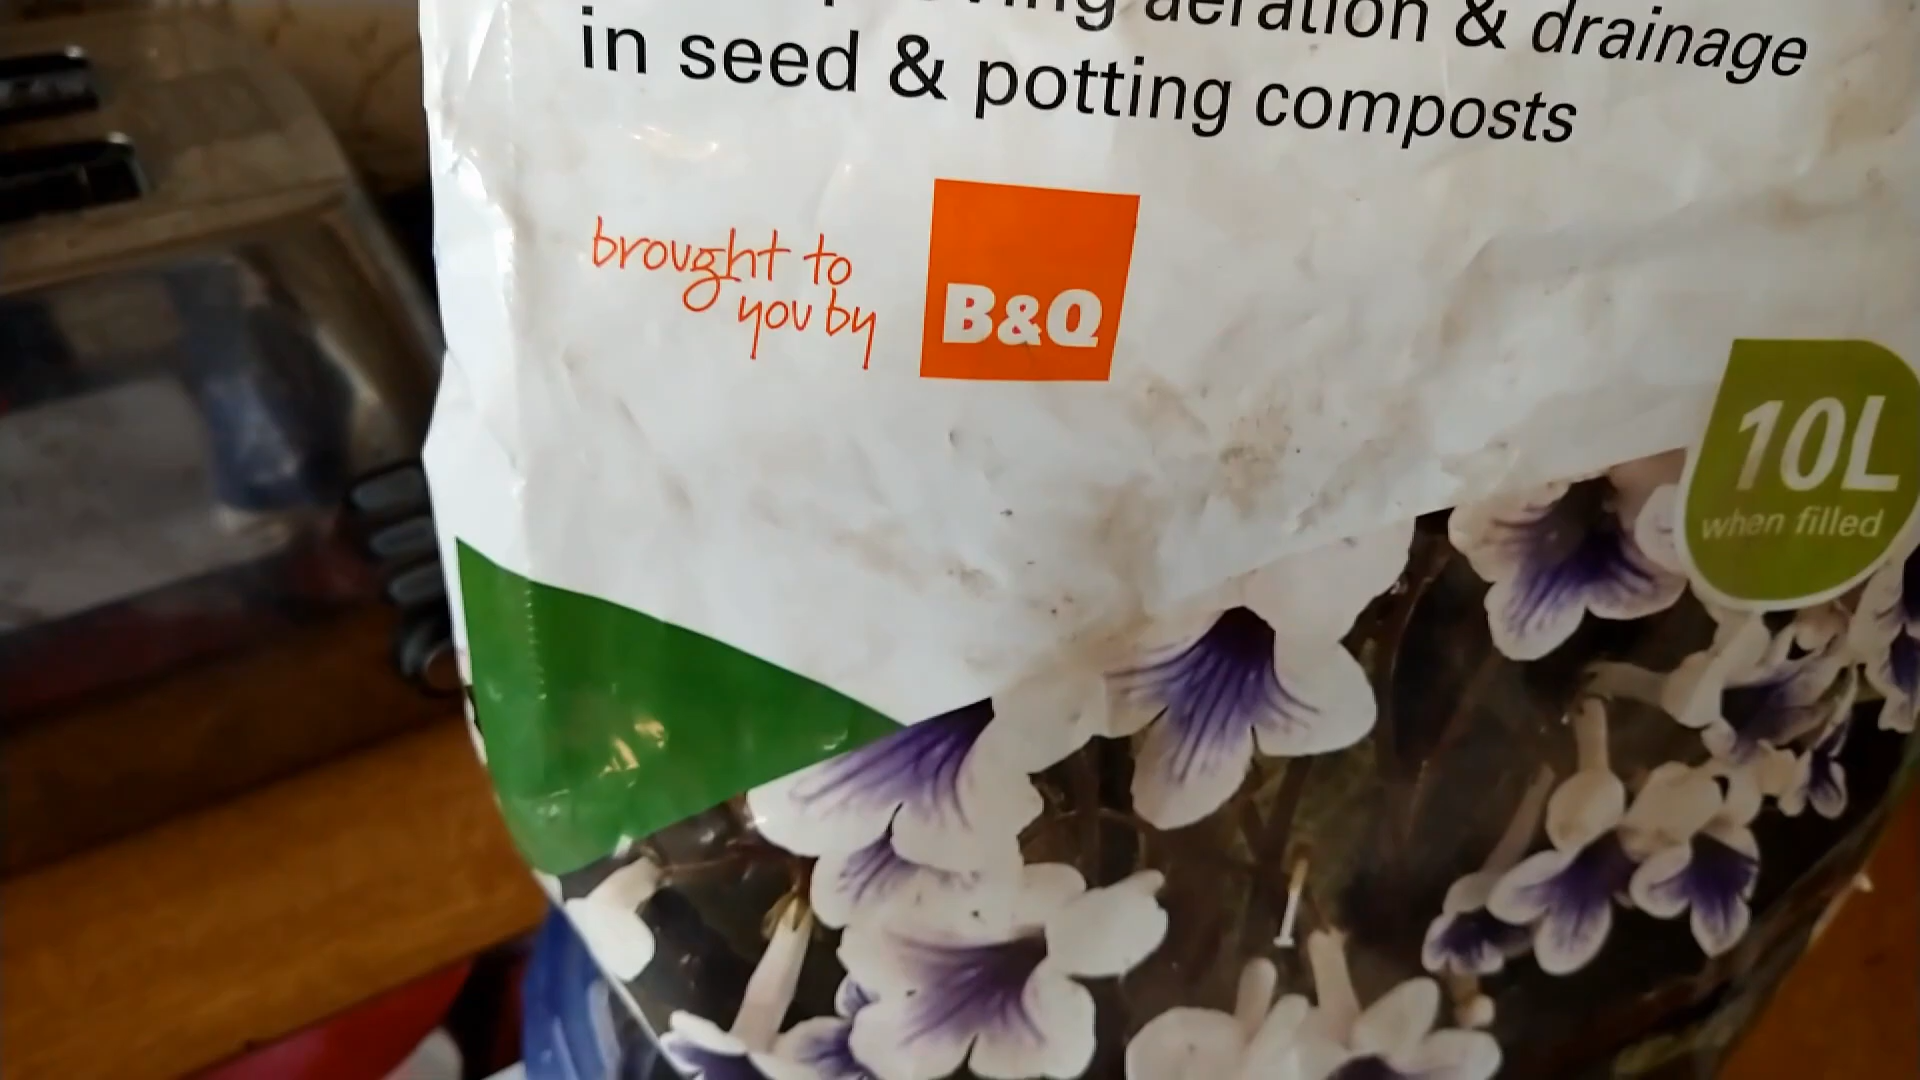 aeration & drainage
in seed & potting composts
brought to
you by
B&Q
10L
when filled